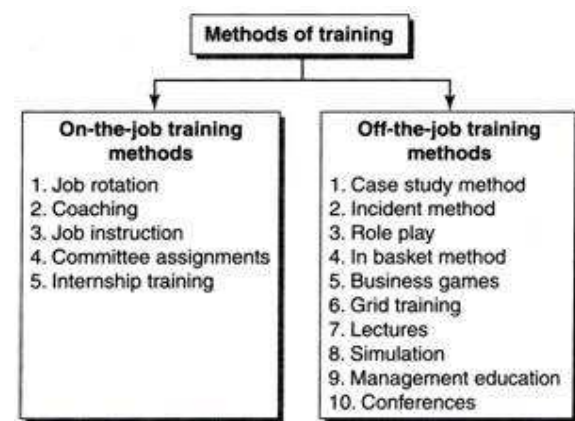 Methods of training
On-the-job training
methods
1. Job rotation
2. Coaching
3. Job instruction
4. Committee assignments
5. Internship training
Off-the-job training
methods
1. Case study method
2. Incident method
3. Role play
4. In basket method
5. Business games
6. Grid training
7. Lectures
8. Simulation
9. Management education
10. Conferences